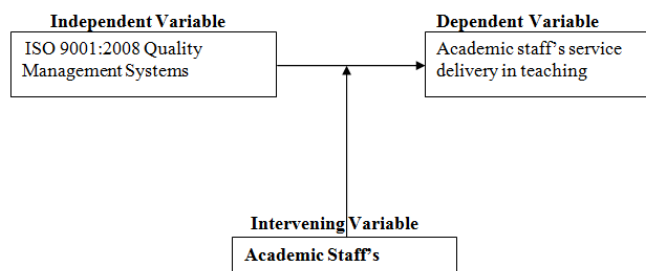 Independent Variable
ISO 9001:2008 Quality
Management Systems
Dependent Variable
Academic staff's service
delivery in teaching
Intervening Variable
Academic Staff's